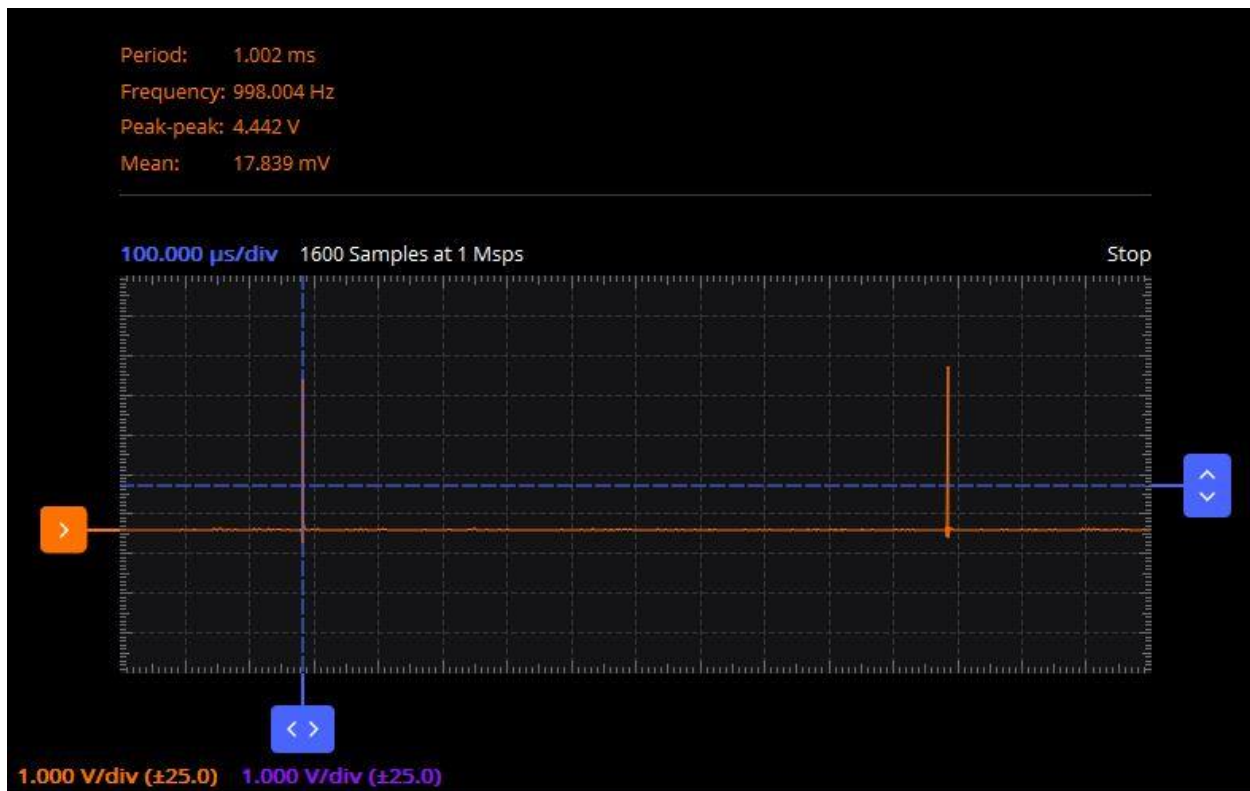 Period: 1.002 ms
Frequency: 998.004 Hz
Peak-peak: 4.442 V
Mean: 17.839 mV
100.000 µs/div 1600 Samples at 1 Msps Stop
1.000 V/div (±25.0) 1.000 V/div (±25.0)